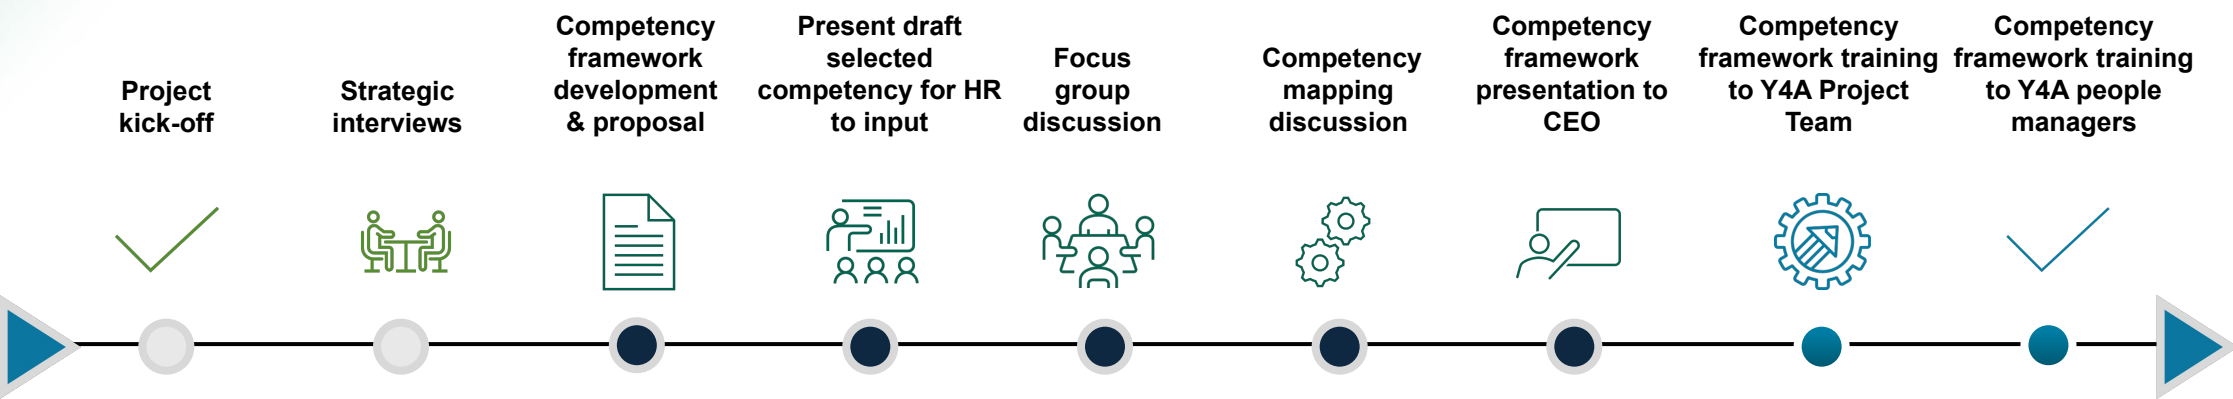 Project
kick-off
Strategic
interviews
Competency
framework
development
& proposal
Present draft
selected
competency for HR
to input
Focus
group
discussion
Competency
mapping
discussion
Competency
framework
presentation to
CEO
Competency
framework training
to Y4A Project
Team
Competency
framework training
to Y4A people
managers